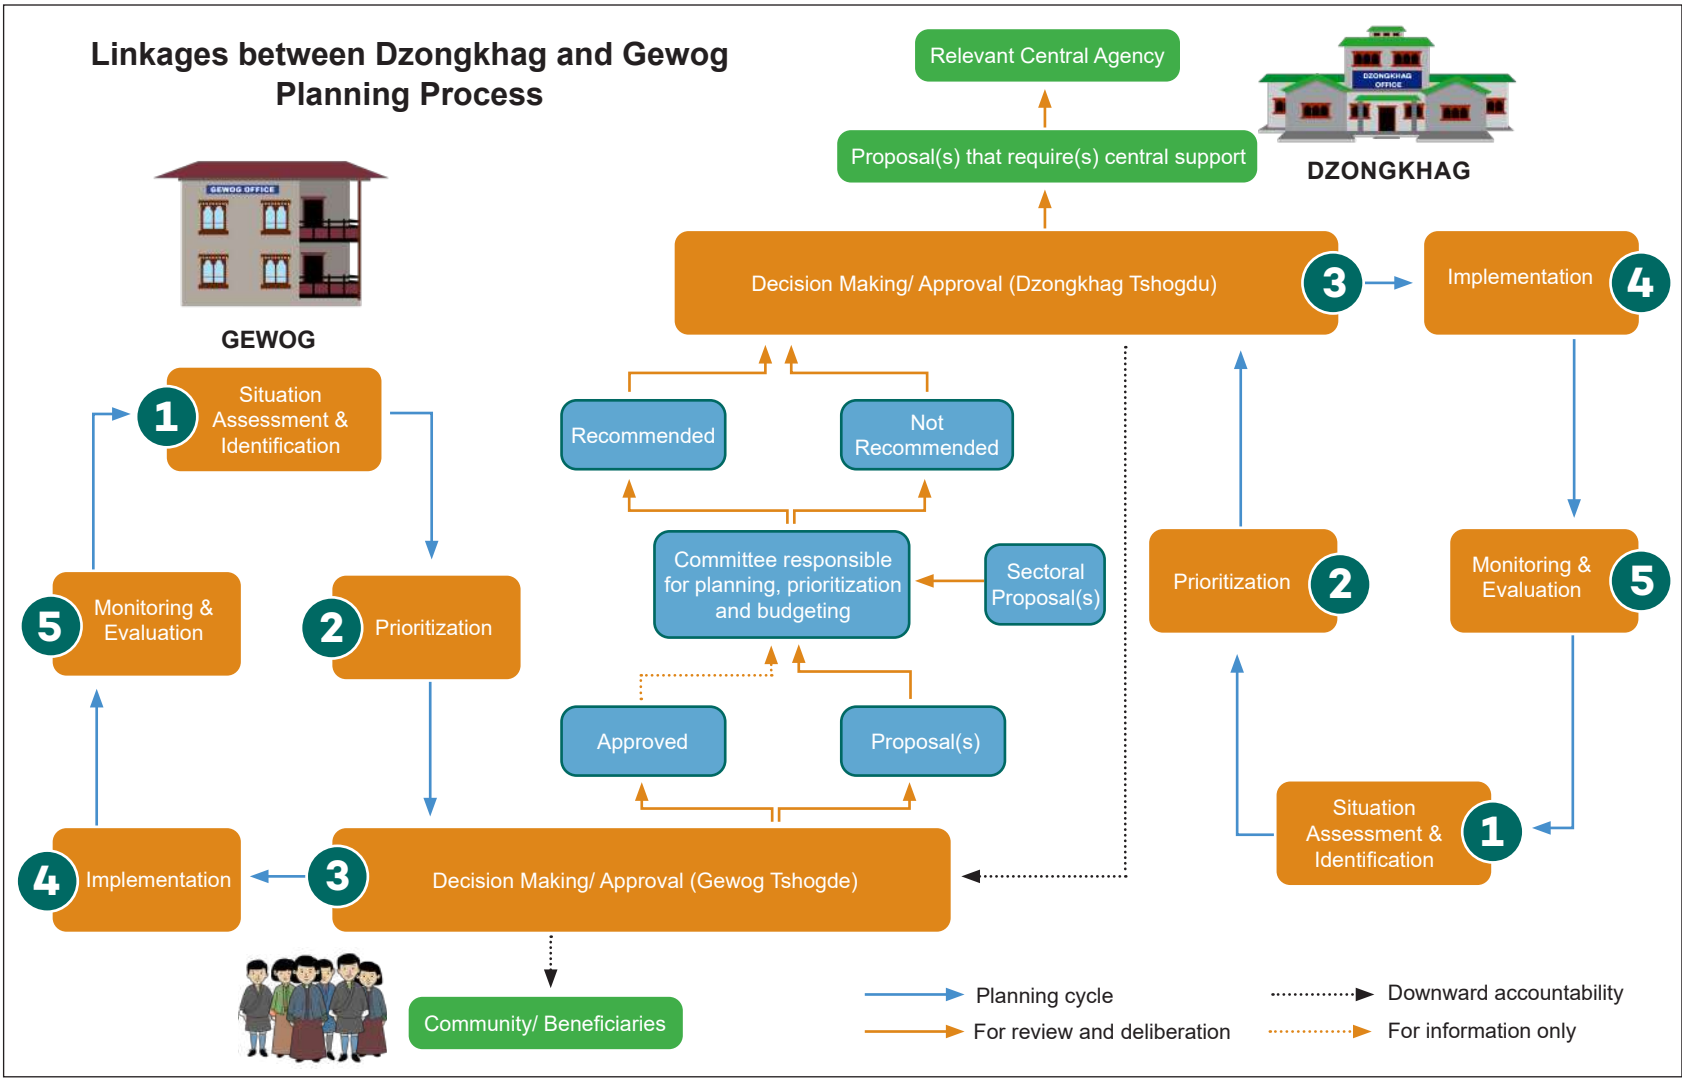 Linkages between Dzongkhag and Gewog
Planning Process
Relevant Central Agency
DZONGKHAG
OFFICE
Proposal(s) that require(s) central support
DZONGKHAG
GEWOG OFFICE
GEWOG
Decision Making/ Approval (Dzongkhag Tshogdu)
3
Implementation
4
1
Situation
Assessment &
Identification
Recommended
Not
Recommended
Committee responsible
for planning, prioritization
and budgeting
Sectoral
Proposal(s)
Prioritization
2
Monitoring &
Evaluation
5
5
Monitoring &
Evaluation
2
Prioritization
Approved
Proposal(s)
Situation
Assessment &
Identification
1
4
Implementation
3
Decision Making/ Approval (Gewog Tshogde)
Community/ Beneficiaries
Planning cycle
For review and deliberation
Downward accountability
For information only